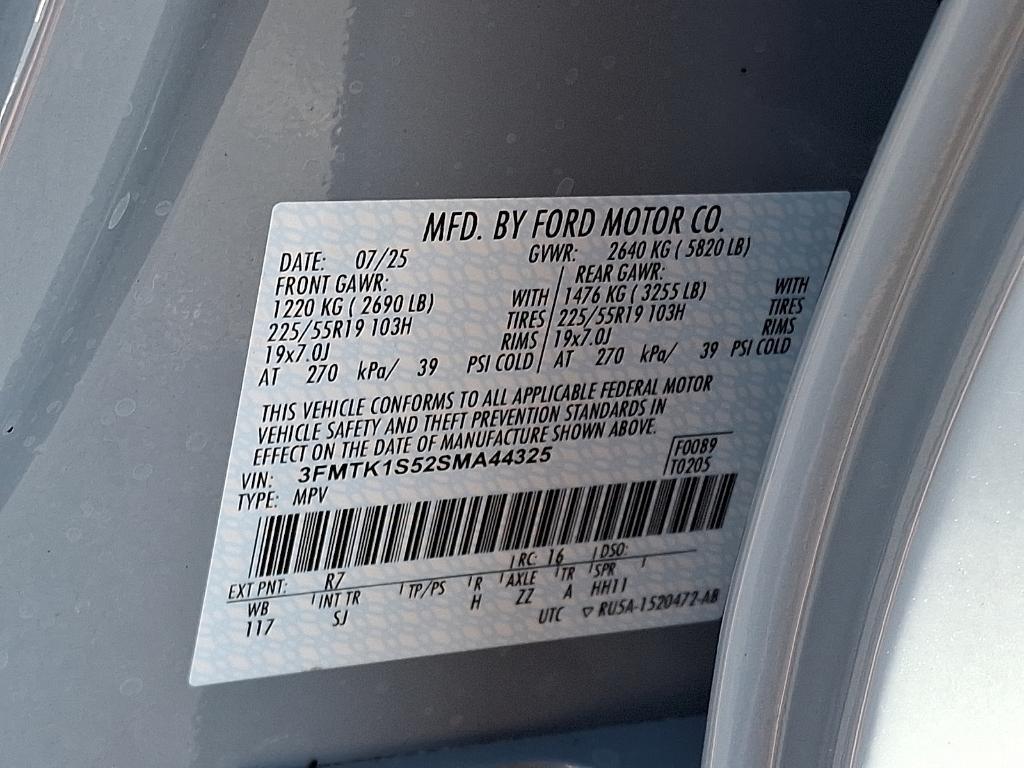 MFD. BY FORD MOTOR CO.
DATE: 07/25 GVWR: 2640 KG ( 5820 LB)
FRONT GAWR: REAR GAWR:
1220 KG ( 2690 LB) WITH 1476 KG ( 3255 LB) WITH
225/55R19 103H TIRES 225/55R19 103H TIRES
19x7.0J RIMS 19x7.0J RIMS
AT 270 kPa/ 39 PSI COLD AT 270 kPa/ 39 PSI COLD
THIS VEHICLE CONFORMS TO ALL APPLICABLE FEDERAL MOTOR
VEHICLE SAFETY AND THEFT PREVENTION STANDARDS IN
EFFECT ON THE DATE OF MANUFACTURE SHOWN ABOVE.
VIN: 3FMTK1S52SMA44325 F0089
TYPE: MPV T0205
EXT PNT: R7 RC: 16 DSO:
WB INT TR TP/PS R AXLE TR SPR
117 SJ H ZZ A HH11
UTC ▽ RU5A-1520472-AB